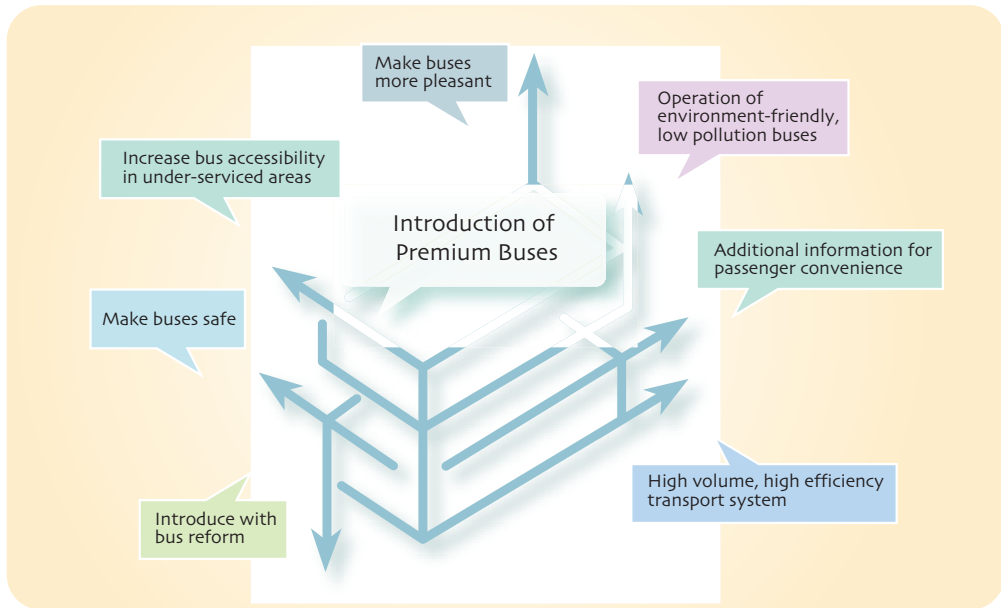 Make buses
more pleasant
Operation of
environment-friendly,
low pollution buses
Increase bus accessibility
in under-serviced areas
Introduction of
Premium Buses
Additional information for
passenger convenience
Make buses safe
High volume, high efficiency
transport system
Introduce with
bus reform